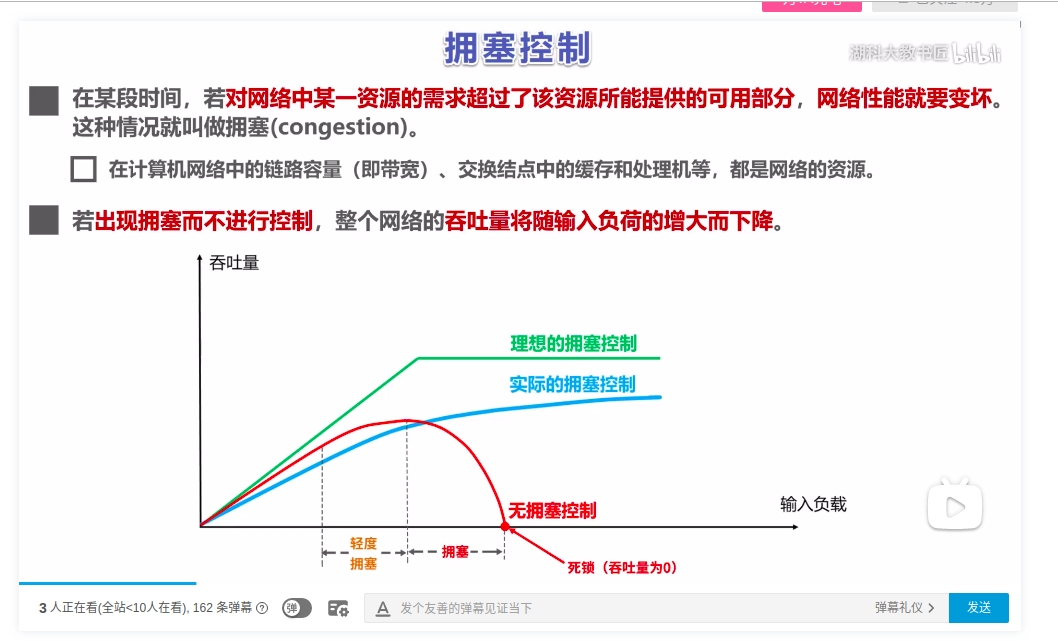 拥塞控制
湖科大教书匠 bilibili
在某段时间，若对网络中某一资源的需求超过了该资源所能提供的可用部分，网络性能就要变坏。
这种情况就叫做拥塞(congestion)。
在计算机网络中的链路容量（即带宽）、交换结点中的缓存和处理机等，都是网络的资源。
若出现拥塞而不进行控制，整个网络的吞吐量将随输入负荷的增大而下降。
吞吐量
理想的拥塞控制
实际的拥塞控制
无拥塞控制
输入负载
轻度
拥塞
拥塞
死锁（吞吐量为0）
3 人正在看(全站<10人在看), 162 条弹幕
弹
A 发个友善的弹幕见证当下
弹幕礼仪 >
发送